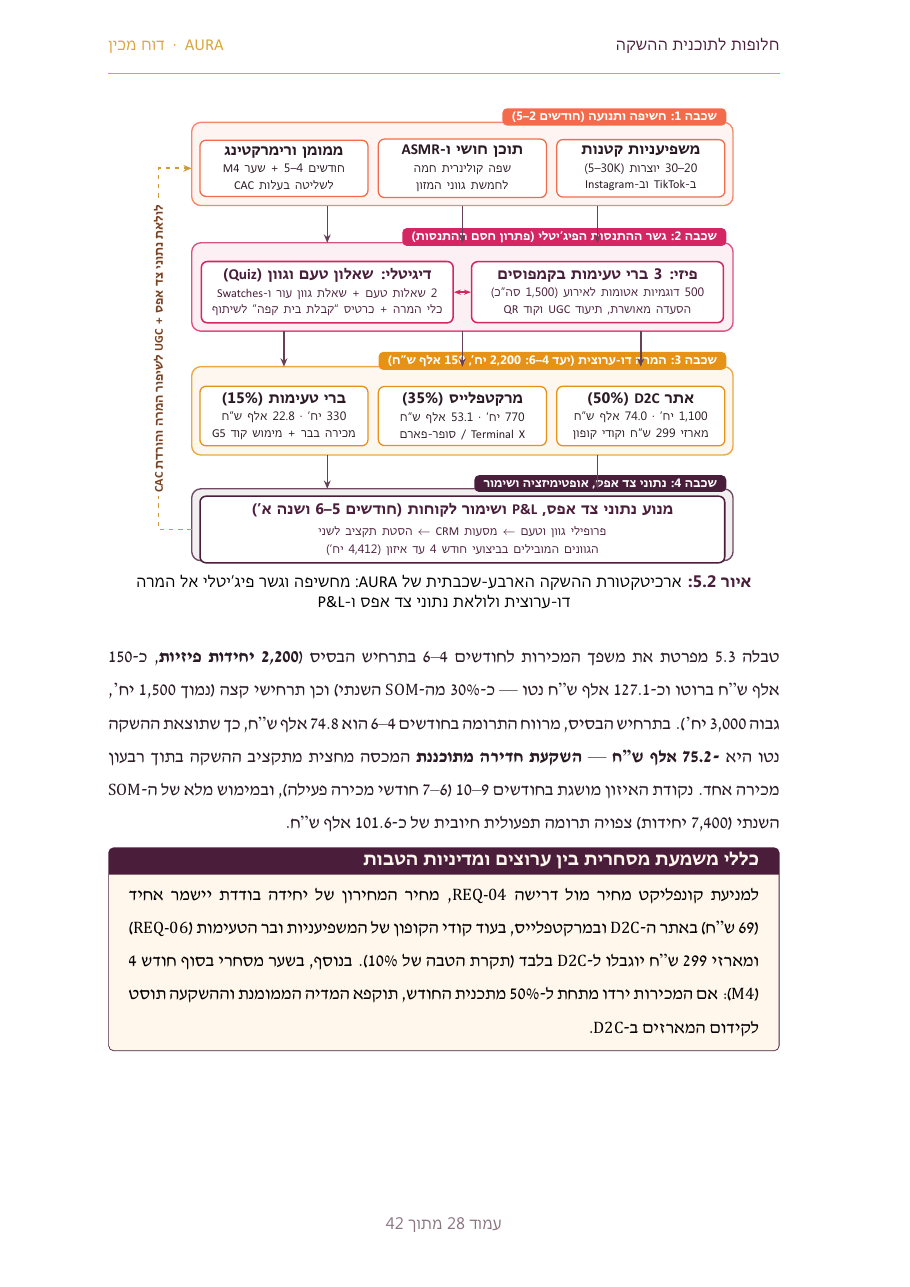 חלופות לתוכנית ההשקה
AURA · דוח מכין
שכבה 1: חשיפה ותנועה (חודשים 2–5)
משפיעניות קטנות
20–30 יוצרות (5–30K)
ב-TikTok וב-Instagram
תוכן חושי ו-ASMR
שפה קולינרית חמה
לחמשת גווני המזון
ממומן ורימרקטינג
חודשים 4–5 + שער M4
לשליטה בעלות CAC
שכבה 2: גשר ההתנסות הפיג׳יטלי (פתרון חסם ההתנסות)
פיזי: 3 ברי טעימות בקמפוסים
500 דוגמיות אטומות לאירוע (1,500 סה״כ)
הסעדה מאושרת, תיעוד UGC וקוד QR
דיגיטלי: שאלון טעם וגוון (Quiz)
2 שאלות טעם + שאלת גוון עור ו-Swatches
כלי המרה + כרטיס ״קבלת בית קפה״ לשיתוף
שכבה 3: המרה דו-ערוצית (יעד 4–6: 2,200 יח׳, 150 אלף ש״ח)
אתר D2C (50%)
1,100 יח׳ · 74.0 אלף ש״ח
מארזי 299 ש״ח וקודי קופון
מרקטפלייס (35%)
770 יח׳ · 53.1 אלף ש״ח
Terminal X / סופר-פארם
ברי טעימות (15%)
330 יח׳ · 22.8 אלף ש״ח
מכירה בבר + מימוש קוד G5
שכבה 4: נתוני צד אפס, אופטימיזציה ושימור
מנוע נתוני צד אפס, P&L ושימור לקוחות (חודשים 5–6 ושנה א׳)
פרופילי גוון וטעם ← מסעות CRM ← הסטת תקציב לשני
הגוונים המובילים בביצועי חודש 4 עד איזון (4,412 יח׳)
לולאת נתוני צד אפס + UGC לשיפור המרה והורדת CAC
איור 5.2: ארכיטקטורת ההשקה הארבע-שכבתית של AURA: מחשיפה וגשר פיג׳יטלי אל המרה
דו-ערוצית ולולאת נתוני צד אפס ו-P&L
טבלה 5.3 מפרטת את משפך המכירות לחודשים 4–6 בתרחיש הבסיס (2,200 יחידות פיזיות, כ-150
אלף ש״ח ברוטו וכ-127.1 אלף ש״ח נטו — כ-30% מה-SOM השנתי) וכן תרחישי קצה (נמוך 1,500 יח׳,
גבוה 3,000 יח׳). בתרחיש הבסיס, מרווח התרומה בחודשים 4–6 הוא 74.8 אלף ש״ח, כך שתוצאת ההשקה
נטו היא -75.2 אלף ש״ח — השקעת חדירה מתוכננת המכסה מחצית מתקציב ההשקה בתוך רבעון
מכירה אחד. נקודת האיזון מושגת בחודשים 9–10 (6–7 חודשי מכירה פעילה), ובמימוש מלא של ה-SOM
השנתי (7,400 יחידות) צפויה תרומה תפעולית חיובית של כ-101.6 אלף ש״ח.
כללי משמעת מסחרית בין ערוצים ומדיניות הטבות
למניעת קונפליקט מחיר מול דרישה REQ-04, מחיר המחירון של יחידה בודדת יישמר אחיד
(69 ש״ח) באתר ה-D2C ובמרקטפלייס, בעוד קודי הקופון של המשפיעניות ובר הטעימות (REQ-06)
ומארזי 299 ש״ח יוגבלו ל-D2C בלבד (תקרת הטבה של 10%). בנוסף, בשער מסחרי בסוף חודש 4
(M4): אם המכירות ירדו מתחת ל-50% מתכנית החודש, תוקפא המדיה הממומנת וההשקעה תוסט
לקידום המארזים ב-D2C.
עמוד 28 מתוך 42